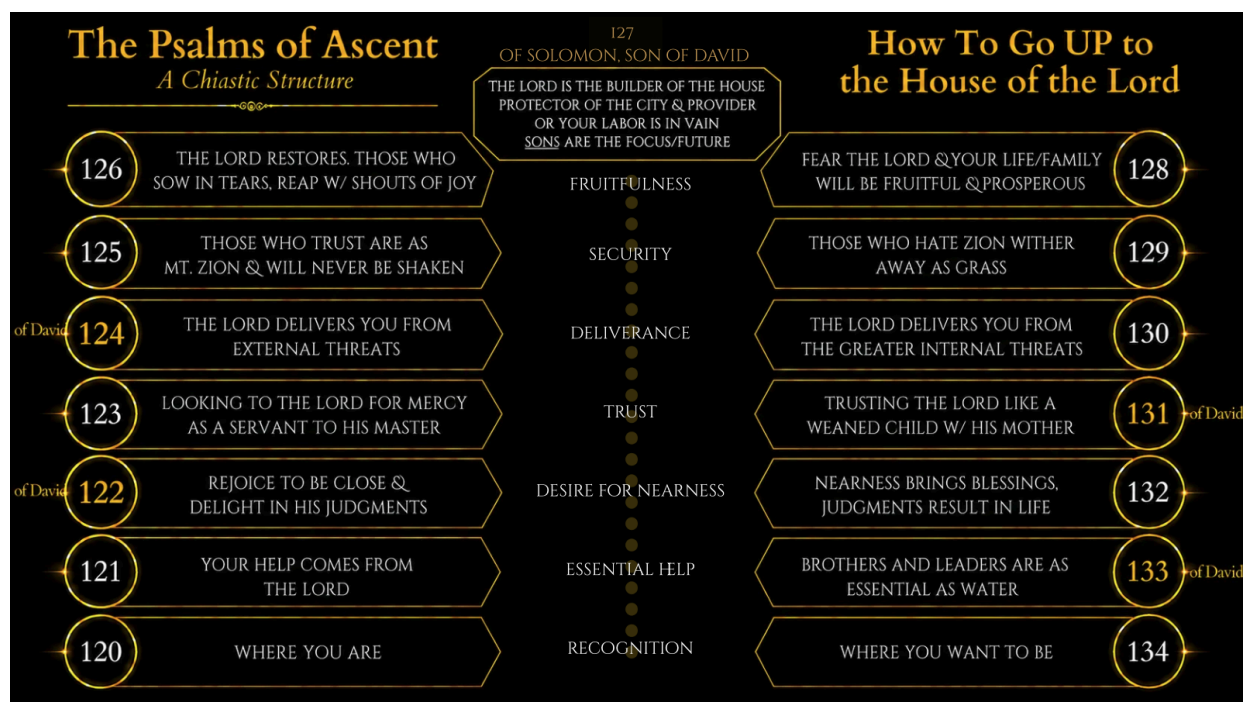 The Psalms of Ascent
A Chiastic Structure
127
OF SOLOMON, SON OF DAVID
THE LORD IS THE BUILDER OF THE HOUSE
PROTECTOR OF THE CITY & PROVIDER
OR YOUR LABOR IS IN VAIN
SONS ARE THE FOCUS/FUTURE
How To Go UP to
the House of the Lord
126
THE LORD RESTORES. THOSE WHO
SOW IN TEARS, REAP W/ SHOUTS OF JOY
FRUITFULNESS
FEAR THE LORD & YOUR LIFE/FAMILY
WILL BE FRUITFUL & PROSPEROUS
128
125
THOSE WHO TRUST ARE AS
MT. ZION & WILL NEVER BE SHAKEN
SECURITY
THOSE WHO HATE ZION WITHER
AWAY AS GRASS
129
of David
124
THE LORD DELIVERS YOU FROM
EXTERNAL THREATS
DELIVERANCE
THE LORD DELIVERS YOU FROM
THE GREATER INTERNAL THREATS
130
123
LOOKING TO THE LORD FOR MERCY
AS A SERVANT TO HIS MASTER
TRUST
TRUSTING THE LORD LIKE A
WEANED CHILD W/ HIS MOTHER
131
of David
of David
122
REJOICE TO BE CLOSE &
DELIGHT IN HIS JUDGMENTS
DESIRE FOR NEARNESS
NEARNESS BRINGS BLESSINGS,
JUDGMENTS RESULT IN LIFE
132
121
YOUR HELP COMES FROM
THE LORD
ESSENTIAL HELP
BROTHERS AND LEADERS ARE AS
ESSENTIAL AS WATER
133
of David
120
WHERE YOU ARE
RECOGNITION
WHERE YOU WANT TO BE
134